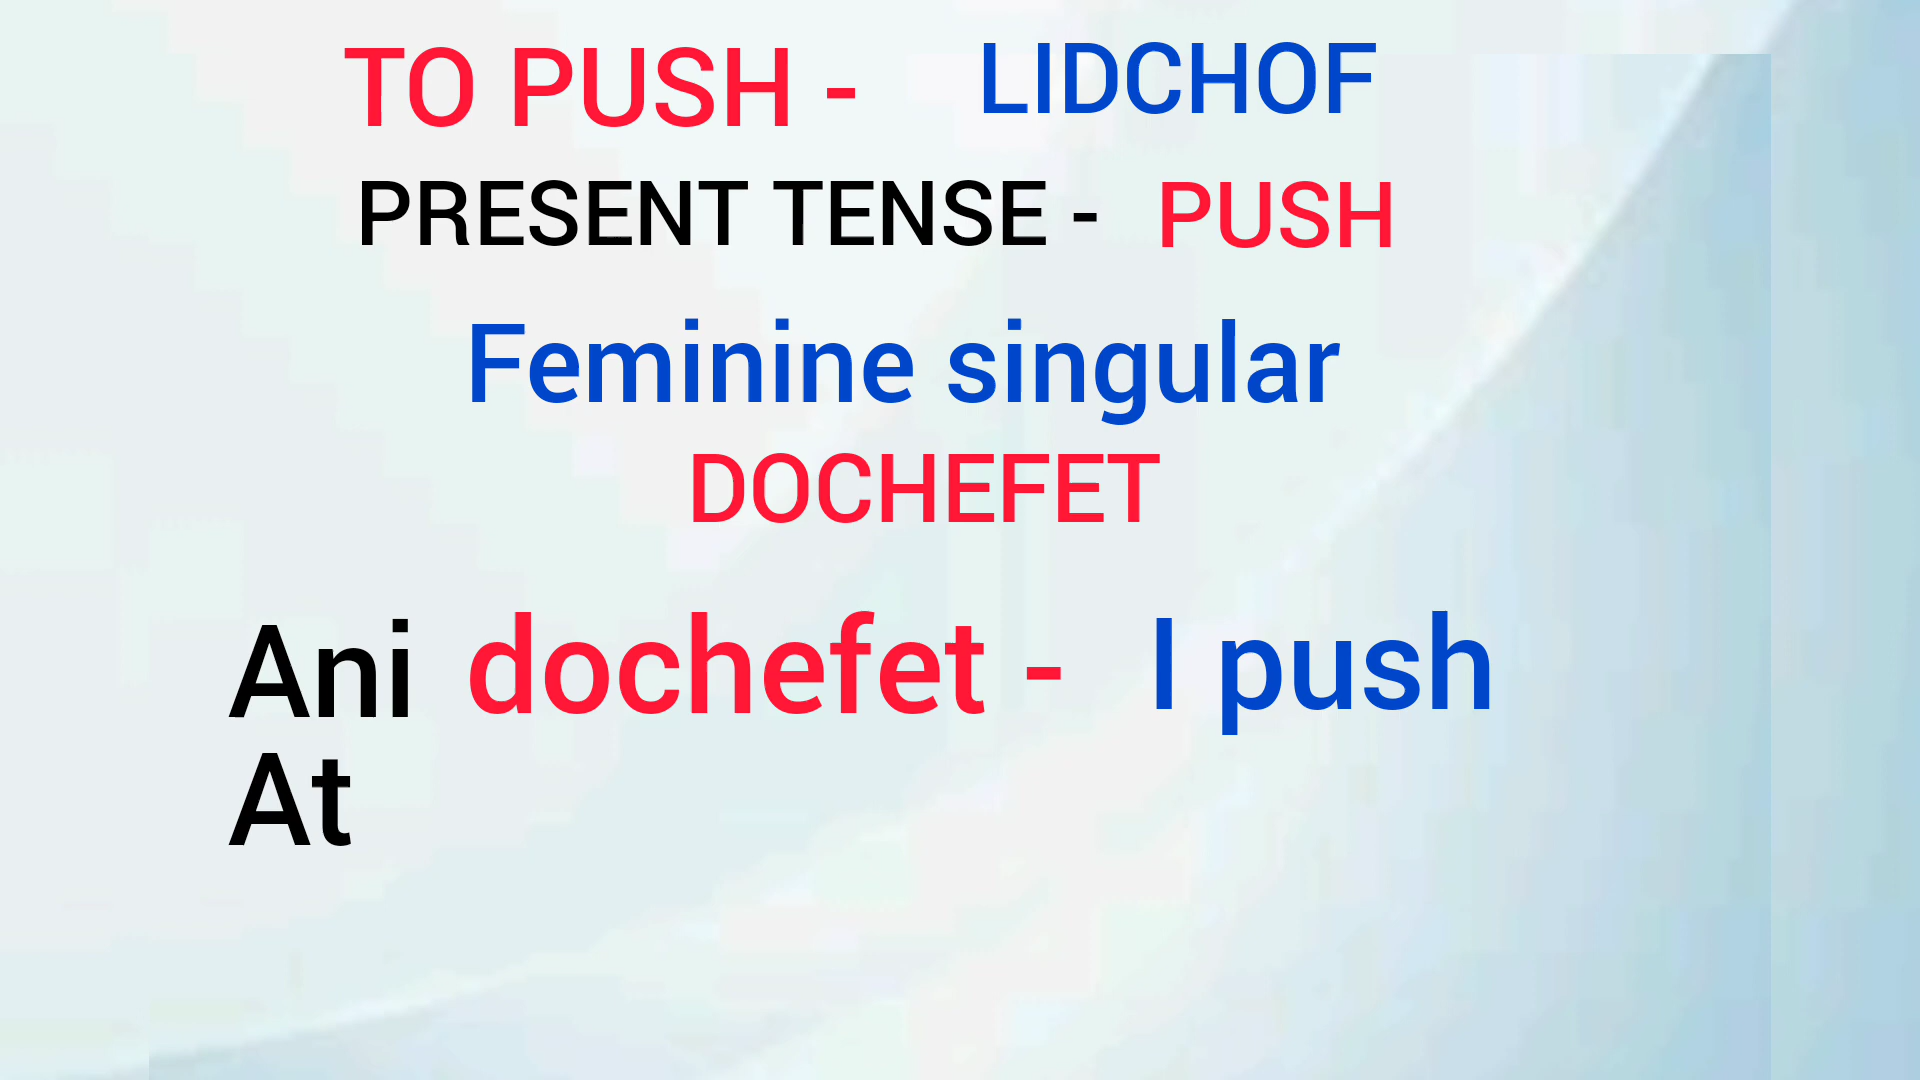 TO PUSH - LIDCHOF
PRESENT TENSE - PUSH
Feminine singular
DOCHEFET
Ani dochefet - I push
At